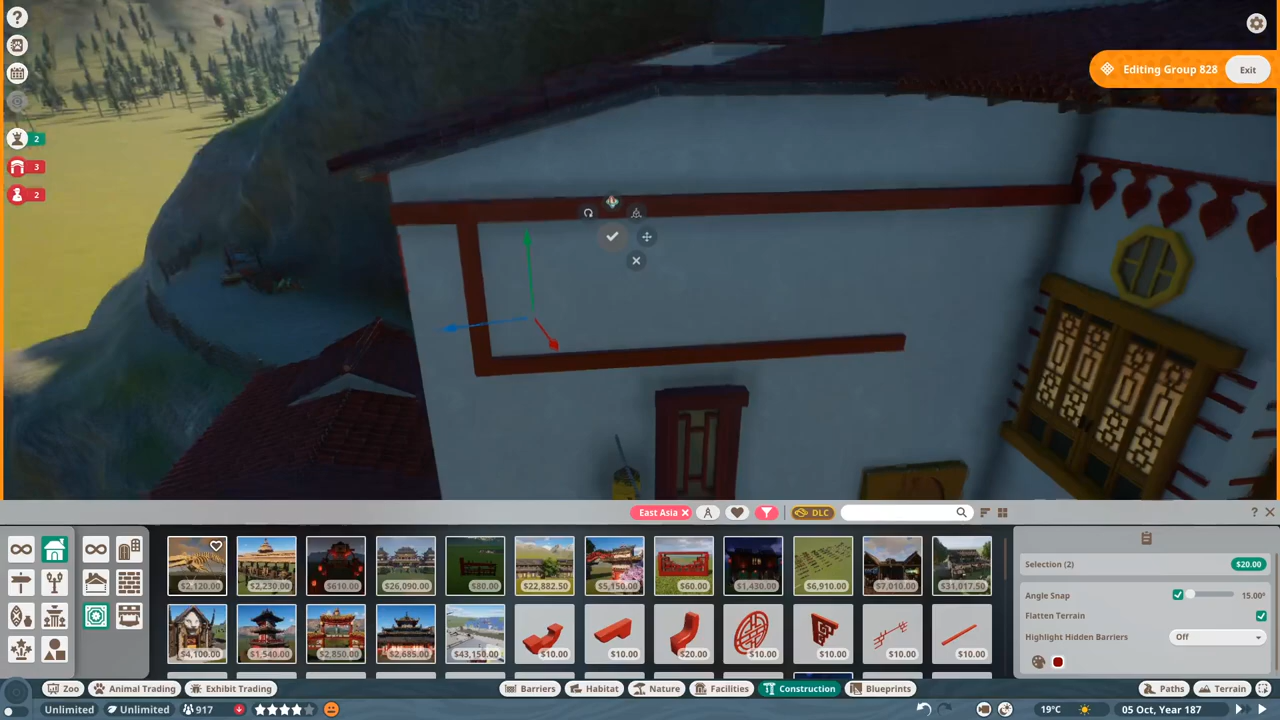 Editing Group 828
Exit
2
3
2
East Asia
DLC
$2,120.00
$2,230.00
$610.00
$26,090.00
$80.00
$22,882.50
$5,150.00
$60.00
$1,430.00
$6,910.00
$7,010.00
$31,017.50
$4,100.00
$1,540.00
$2,850.00
$2,685.00
$43,150.00
$10.00
$10.00
$20.00
$10.00
$10.00
$10.00
$10.00
Selection (2)
$20.00
Angle Snap
15.00°
Flatten Terrain
Highlight Hidden Barriers
Off
Zoo
Animal Trading
Exhibit Trading
Barriers
Habitat
Nature
Facilities
Construction
Blueprints
Paths
Terrain
Unlimited
Unlimited
917
19°C
05 Oct, Year 187